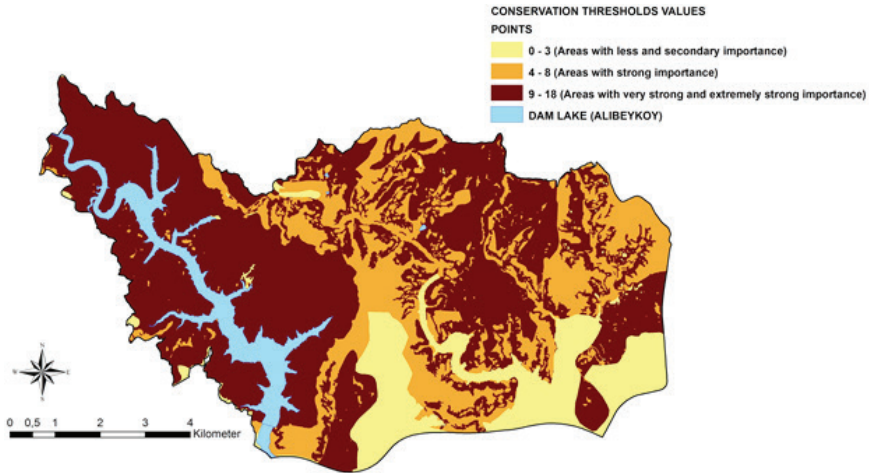 CONSERVATION THRESHOLDS VALUES
POINTS
0 - 3 (Areas with less and secondary importance)
4 - 8 (Areas with strong importance)
9 - 18 (Areas with very strong and extremely strong importance)
DAM LAKE (ALIBEYKOY)
N
W E
S
0 0,5 1 2 3 4
Kilometer